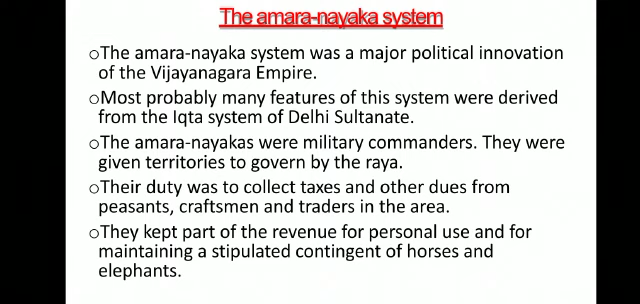 The amara-nayaka system
oThe amara-nayaka system was a major political innovation
of the Vijayanagara Empire.
oMost probably many features of this system were derived
from the Iqta system of Delhi Sultanate.
oThe amara-nayakas were military commanders. They were
given territories to govern by the raya.
oTheir duty was to collect taxes and other dues from
peasants, craftsmen and traders in the area.
oThey kept part of the revenue for personal use and for
maintaining a stipulated contingent of horses and
elephants.